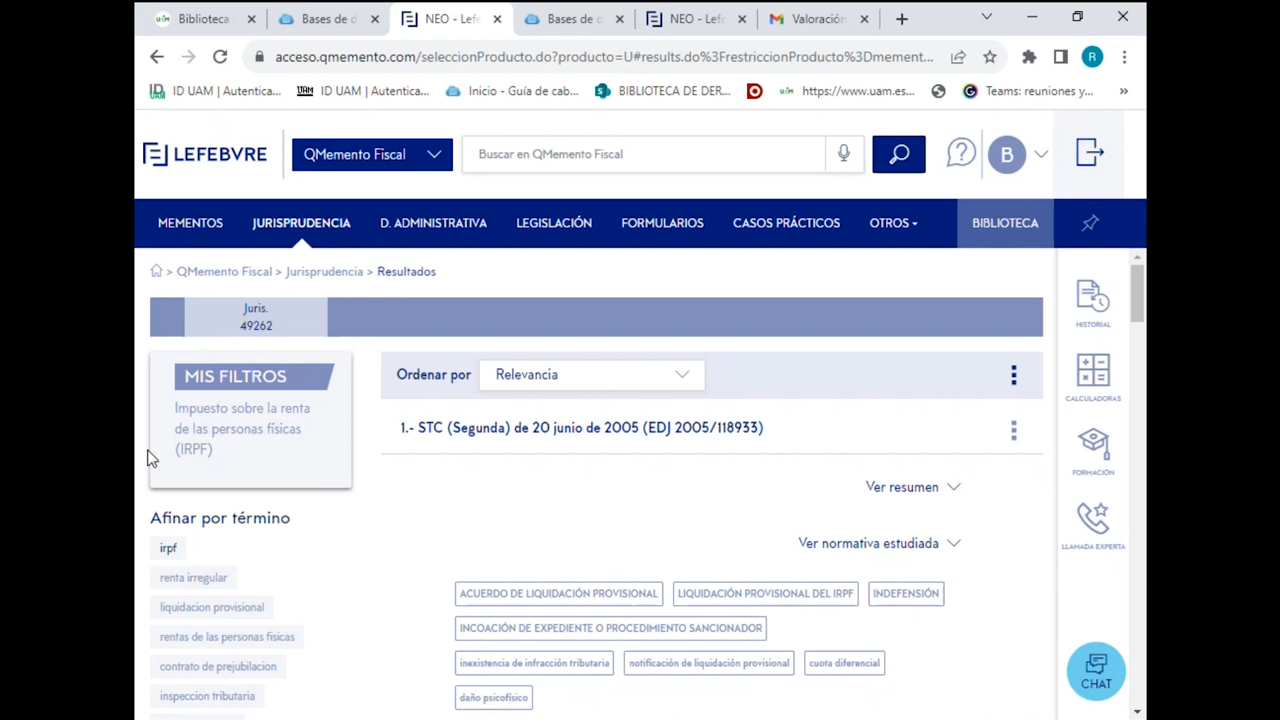 Biblioteca
Bases de d
NEO - Lefe
Bases de d
NEO - Lefe
Valoración
acceso.qmemento.com/seleccionProducto.do?producto=U#results.do%3FrestriccionProducto%3Dmement...
R
ID UAM | Autentica...
UAM ID UAM | Autentica...
Inicio - Guía de cab...
BIBLIOTECA DE DER...
https://www.uam.es...
Teams: reuniones y...
»
LEFEBVRE
QMemento Fiscal
Buscar en QMemento Fiscal
B
MEMENTOS
JURISPRUDENCIA
D. ADMINISTRATIVA
LEGISLACIÓN
FORMULARIOS
CASOS PRÁCTICOS
OTROS
BIBLIOTECA
> QMemento Fiscal > Jurisprudencia > Resultados
Juris.
49262
MIS FILTROS
Impuesto sobre la renta
de las personas físicas
(IRPF)
Afinar por término
irpf
renta irregular
liquidacion provisional
rentas de las personas fisicas
contrato de prejubilacion
inspeccion tributaria
Ordenar por
Relevancia
1.- STC (Segunda) de 20 junio de 2005 (EDJ 2005/118933)
Ver resumen
Ver normativa estudiada
ACUERDO DE LIQUIDACIÓN PROVISIONAL
LIQUIDACIÓN PROVISIONAL DEL IRPF
INDEFENSIÓN
INCOACIÓN DE EXPEDIENTE O PROCEDIMIENTO SANCIONADOR
inexistencia de infracción tributaria
notificación de liquidación provisional
cuota diferencial
daño psicofísico
HISTORIAL
CALCULADORAS
FORMACIÓN
LLAMADA EXPERTA
CHAT